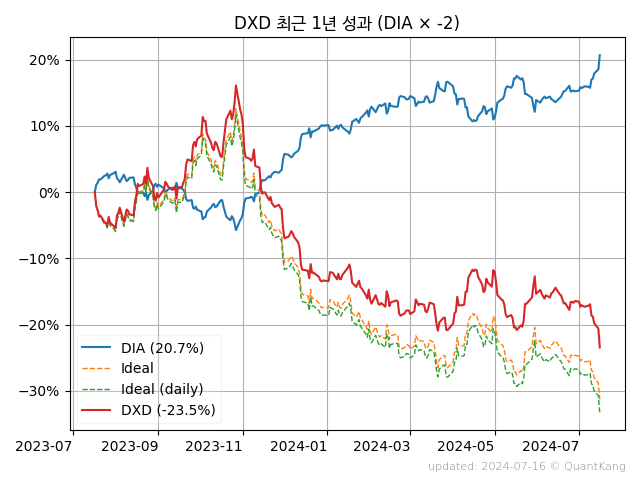 DXD 최근 1년 성과 (DIA × -2)
20%
10%
0%
−10%
−20%
−30%
DIA (20.7%)
Ideal
Ideal (daily)
DXD (-23.5%)
2023-07 2023-09 2023-11 2024-01 2024-03 2024-05 2024-07
updated: 2024-07-16 © QuantKang